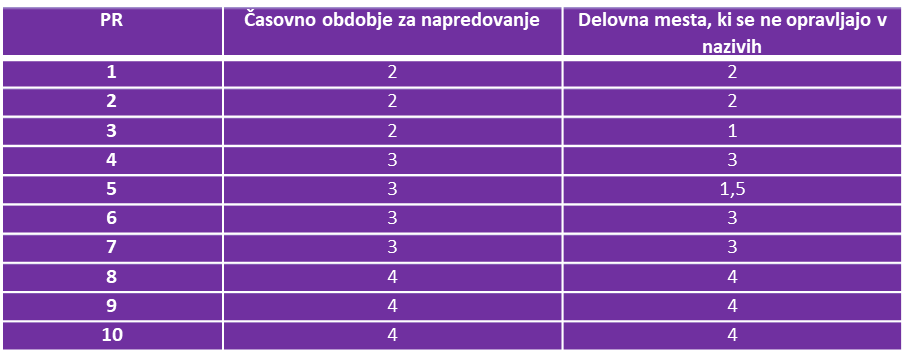 PR Časovno obdobje za napredovanje Delovna mesta, ki se ne opravljajo v
nazivih
1 2 2
2 2 2
3 2 1
4 3 3
5 3 1,5
6 3 3
7 3 3
8 4 4
9 4 4
10 4 4